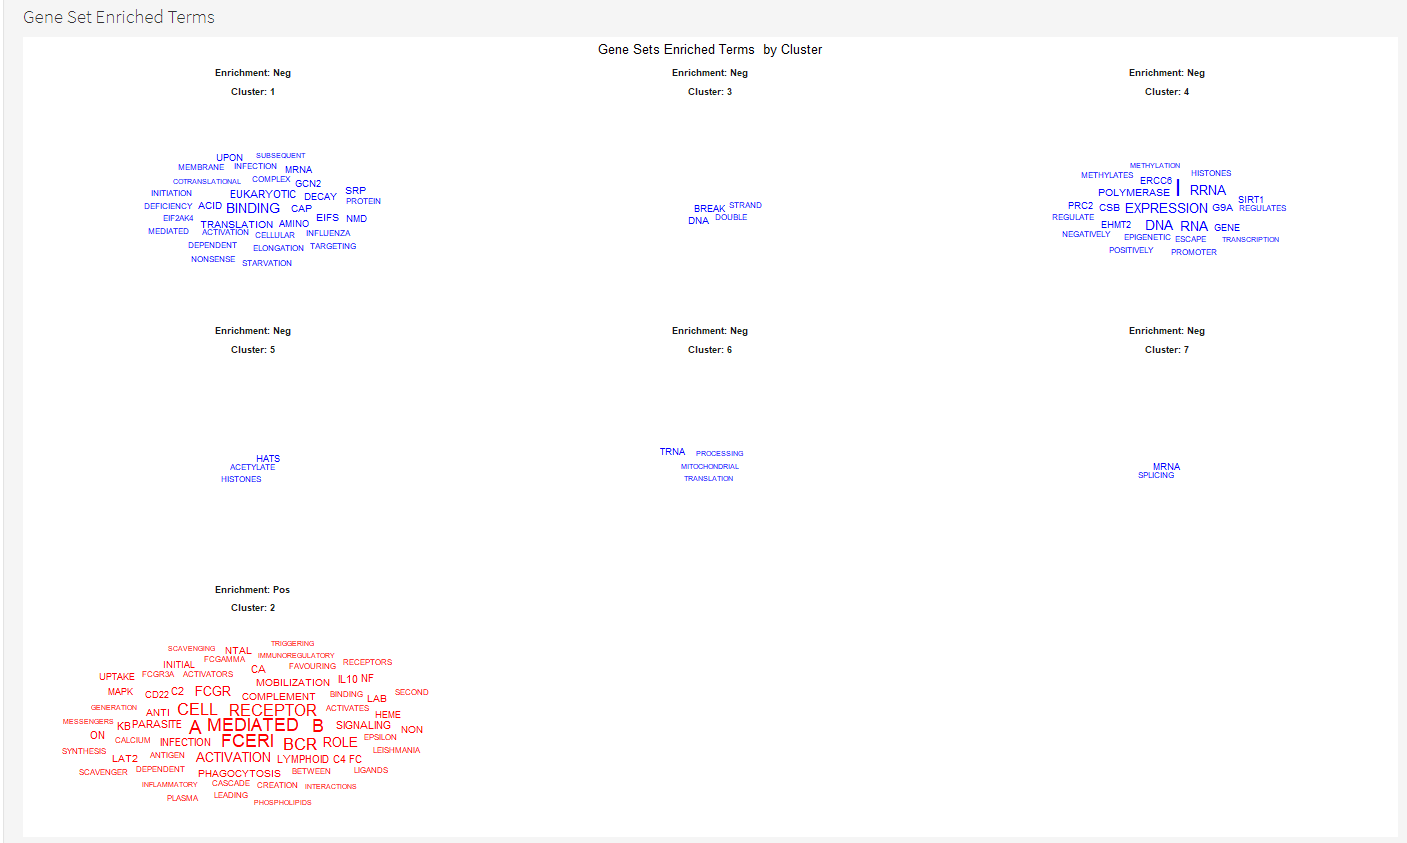 Gene Set Enriched Terms
Gene Sets Enriched Terms by Cluster
Enrichment: Neg
Cluster: 1
UPON SUBSEQUENT
MEMBRANE INFECTION MRNA
COTRANSLATIONAL COMPLEX GCN2
INITIATION EUKARYOTIC DECAY SRP
DEFICIENCY ACID BINDING CAP PROTEIN
EIF2AK4 TRANSLATION AMINO EIFS NMD
MEDIATED ACTIVATION CELLULAR INFLUENZA
DEPENDENT ELONGATION TARGETING
NONSENSE STARVATION
Enrichment: Neg
Cluster: 3
BREAK STRAND
DNA DOUBLE
Enrichment: Neg
Cluster: 4
METHYLATION
METHYLATES ERCC6 HISTONES
POLYMERASE I RRNA
PRC2 CSB EXPRESSION G9A SIRT1 REGULATES
REGULATE EHMT2 DNA RNA GENE
NEGATIVELY EPIGENETIC ESCAPE TRANSCRIPTION
POSITIVELY PROMOTER
Enrichment: Neg
Cluster: 5
HATS
ACETYLATE
HISTONES
Enrichment: Neg
Cluster: 6
TRNA PROCESSING
MITOCHONDRIAL
TRANSLATION
Enrichment: Neg
Cluster: 7
MRNA
SPLICING
Enrichment: Pos
Cluster: 2
TRIGGERING
SCAVENGING NTAL IMMUNOREGULATORY
INITIAL FCGAMMA CA FAVOURING RECEPTORS
UPTAKE FCGR3A ACTIVATORS MOBILIZATION IL10 NF
MAPK CD22 C2 FCGR COMPLEMENT BINDING LAB SECOND
GENERATION ANTI CELL RECEPTOR ACTIVATES HEME
MESSENGERS KB PARASITE A MEDIATED B SIGNALING NON
ON CALCIUM INFECTION FCERI BCR ROLE EPSILON
SYNTHESIS LAT2 ANTIGEN ACTIVATION LYMPHOID C4 FC LEISHMANIA
SCAVENGER DEPENDENT PHAGOCYTOSIS BETWEEN LIGANDS
INFLAMMATORY CASCADE CREATION INTERACTIONS
PLASMA LEADING PHOSPHOLIPIDS